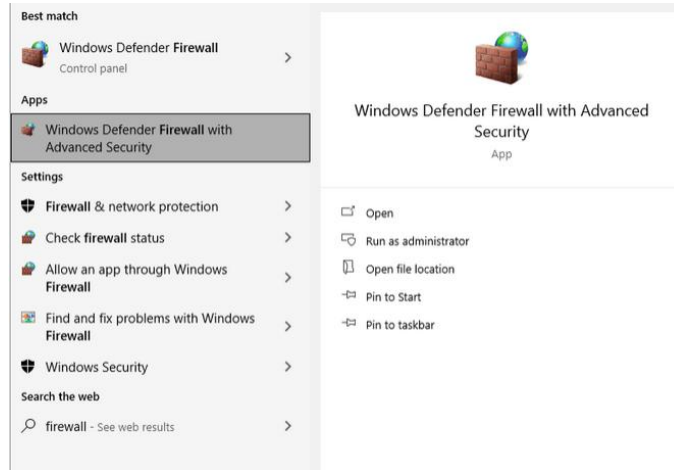 Best match
Windows Defender Firewall
Control panel
Apps
Windows Defender Firewall with
Advanced Security
Settings
Firewall & network protection
Check firewall status
Allow an app through Windows
Firewall
Find and fix problems with Windows
Firewall
Windows Security
Search the web
firewall - See web results
Windows Defender Firewall with Advanced
Security
App
Open
Run as administrator
Open file location
Pin to Start
Pin to taskbar